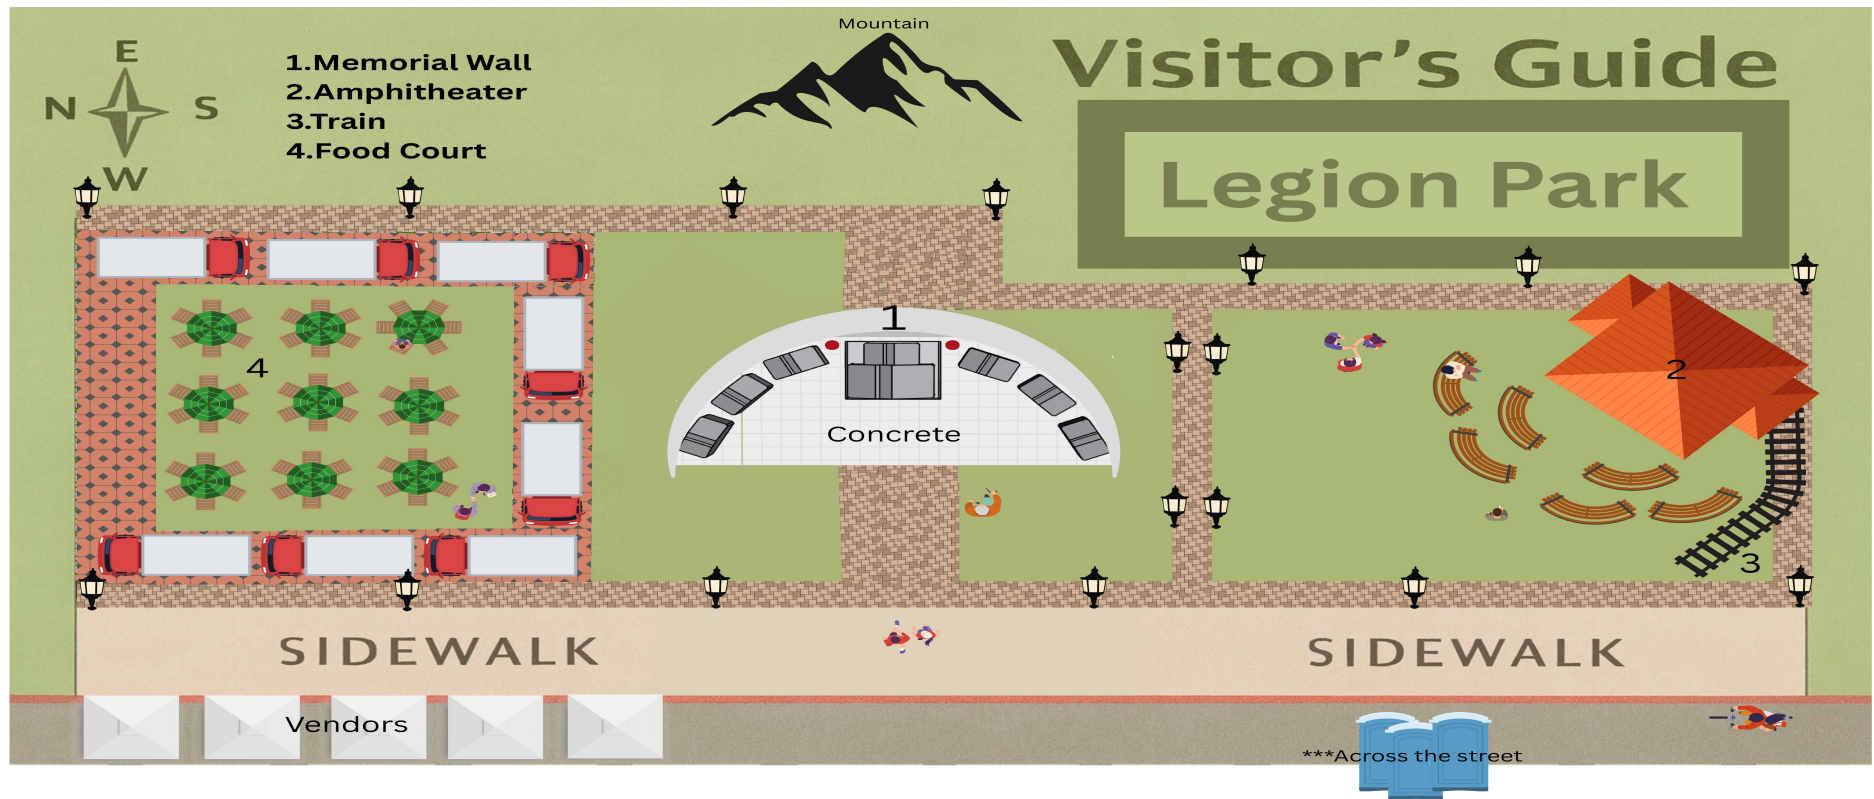 Mountain
Visitor's Guide
Legion Park
E
N S
W
1.Memorial Wall
2.Amphitheater
3.Train
4.Food Court
1
2
4
Concrete
3
SIDEWALK
SIDEWALK
Vendors
***Across the street